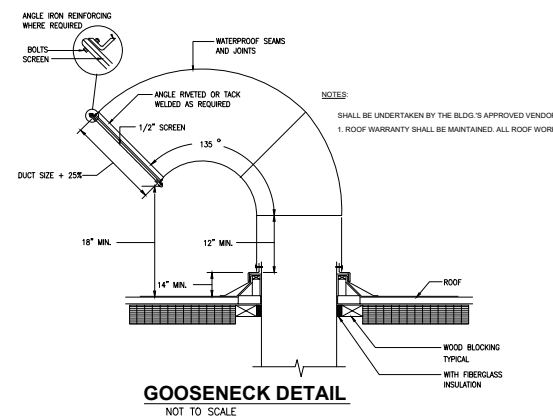 ANGLE IRON REINFORCING
WHERE REQUIRED
BOLTS
SCREEN
WATERPROOF SEAMS
AND JOINTS
NOTES:
ANGLE RIVETED OR TACK
WELDED AS REQUIRED
SHALL BE UNDERTAKEN BY THE BLDG.'S APPROVED VENDOR
1. ROOF WARRANTY SHALL BE MAINTAINED. ALL ROOF WORK
1/2" SCREEN
135°
DUCT SIZE + 25%
18" MIN.
12" MIN.
14" MIN.
ROOF
WOOD BLOCKING
TYPICAL
WITH FIBERGLASS
INSULATION
GOOSENECK DETAIL
NOT TO SCALE